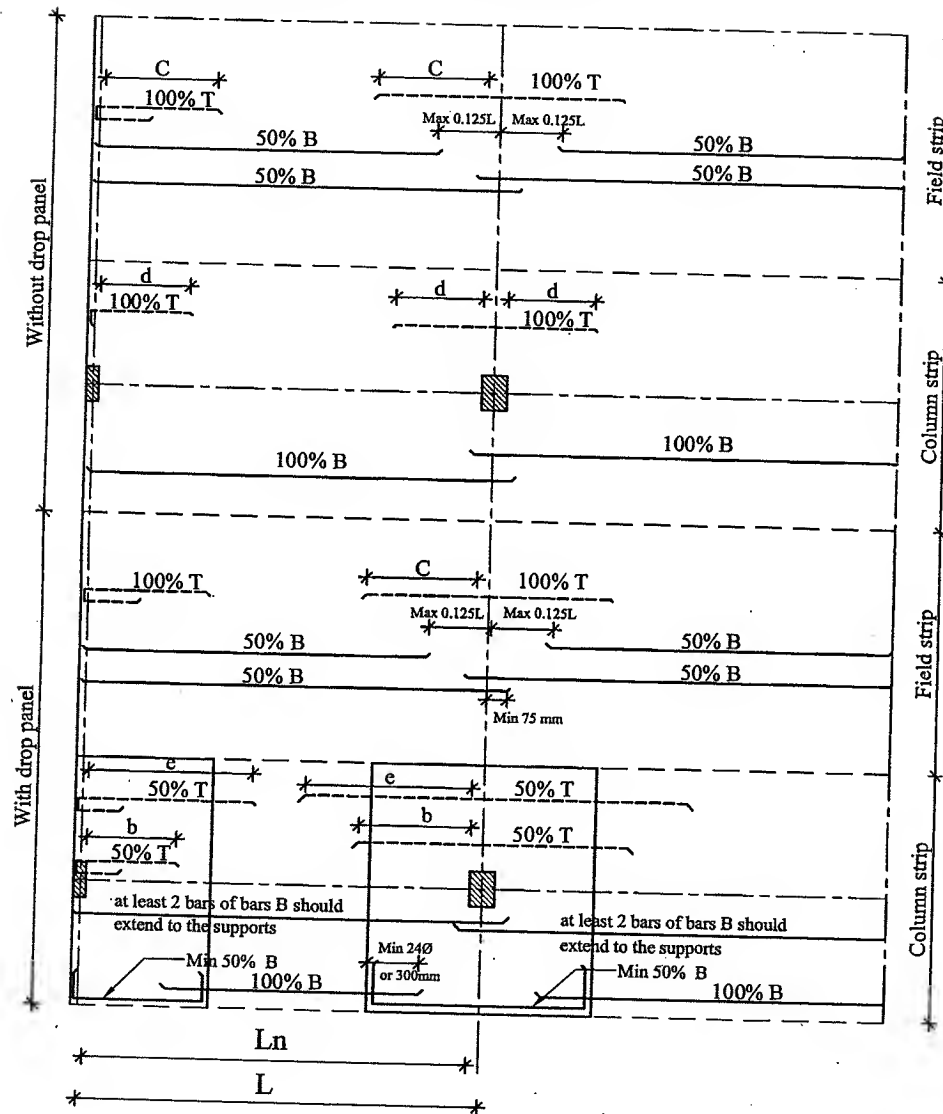 C
C
100% T
100% T
Max 0.125L
Max 0.125L
50% B
50% B
50% B
50% B
Field strip
Without drop panel
d
d
d
100% T
100% T
Column strip
100% B
100% B
C
100% T
100% T
Max 0.125L
Max 0.125L
50% B
50% B
50% B
50% B
Min 75 mm
Field strip
With drop panel
e
e
50% T
50% T
b
b
50% T
50% T
Column strip
at least 2 bars of bars B should
extend to the supports
at least 2 bars of bars B should
extend to the supports
Min 24Ø
or 300mm
Min 50% B
Min 50% B
100% B
100% B
Ln
L